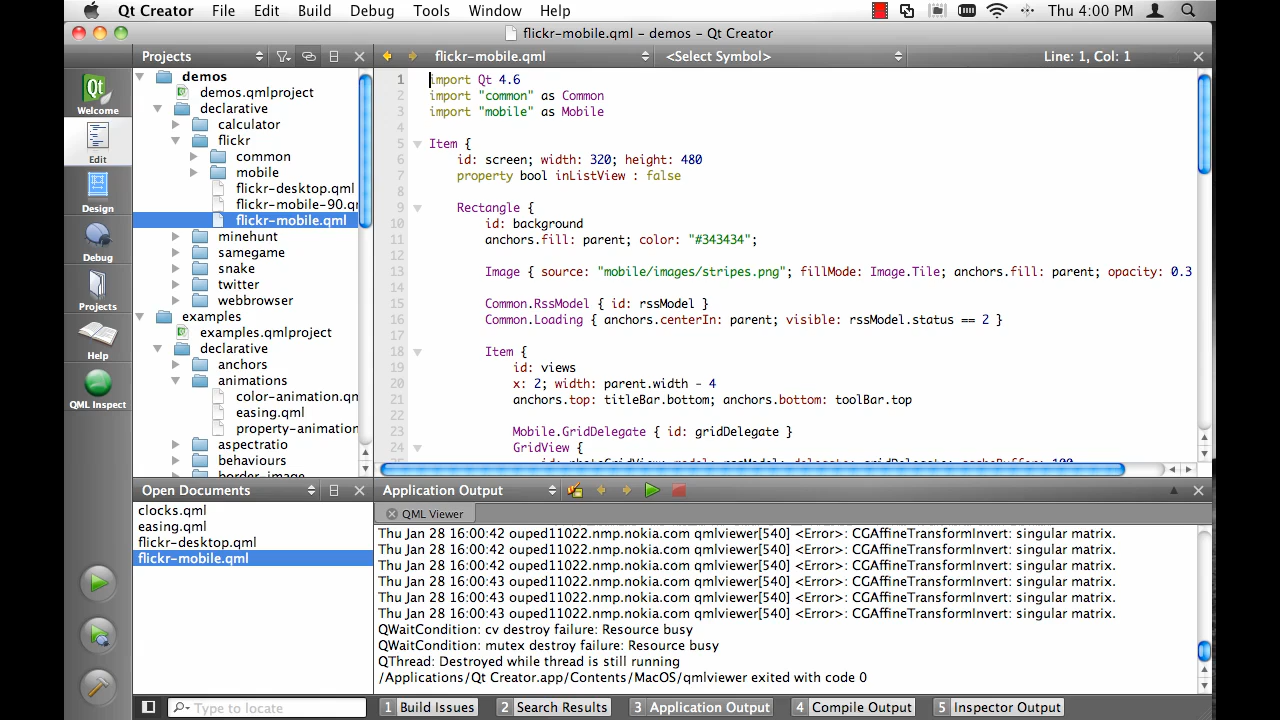 Qt Creator File Edit Build Debug Tools Window Help Thu 4:00 PM
flickr-mobile.qml – demos – Qt Creator
Projects
flickr-mobile.qml
<Select Symbol>
Line: 1, Col: 1
Qt
Welcome
Edit
Design
Debug
Projects
Help
QML Inspect
demos
demos.qmlproject
declarative
calculator
flickr
common
mobile
flickr-desktop.qml
flickr-mobile-90.q
flickr-mobile.qml
minehunt
samegame
snake
twitter
webbrowser
examples
examples.qmlproject
declarative
anchors
animations
color-animation.q
easing.qml
property-animation
aspectratio
behaviours
border_image
1 import Qt 4.6
2 import "common" as Common
3 import "mobile" as Mobile
4
5 Item {
6 id: screen; width: 320; height: 480
7 property bool inListView : false
8
9 Rectangle {
10 id: background
11 anchors.fill: parent; color: "#343434";
12
13 Image { source: "mobile/images/stripes.png"; fillMode: Image.Tile; anchors.fill: parent; opacity: 0.3
14
15 Common.RssModel { id: rssModel }
16 Common.Loading { anchors.centerIn: parent; visible: rssModel.status == 2 }
17
18 Item {
19 id: views
20 x: 2; width: parent.width - 4
21 anchors.top: titleBar.bottom; anchors.bottom: toolBar.top
22
23 Mobile.GridDelegate { id: gridDelegate }
24 GridView {
Open Documents
clocks.qml
easing.qml
flickr-desktop.qml
flickr-mobile.qml
Application Output
QML Viewer
Thu Jan 28 16:00:42 ouped11022.nmp.nokia.com qmlviewer[540] <Error>: CGAffineTransformInvert: singular matrix.
Thu Jan 28 16:00:42 ouped11022.nmp.nokia.com qmlviewer[540] <Error>: CGAffineTransformInvert: singular matrix.
Thu Jan 28 16:00:42 ouped11022.nmp.nokia.com qmlviewer[540] <Error>: CGAffineTransformInvert: singular matrix.
Thu Jan 28 16:00:43 ouped11022.nmp.nokia.com qmlviewer[540] <Error>: CGAffineTransformInvert: singular matrix.
Thu Jan 28 16:00:43 ouped11022.nmp.nokia.com qmlviewer[540] <Error>: CGAffineTransformInvert: singular matrix.
Thu Jan 28 16:00:43 ouped11022.nmp.nokia.com qmlviewer[540] <Error>: CGAffineTransformInvert: singular matrix.
QWaitCondition: cv destroy failure: Resource busy
QWaitCondition: mutex destroy failure: Resource busy
QThread: Destroyed while thread is still running
/Applications/Qt Creator.app/Contents/MacOS/qmlviewer exited with code 0
Type to locate
1 Build Issues
2 Search Results
3 Application Output
4 Compile Output
5 Inspector Output